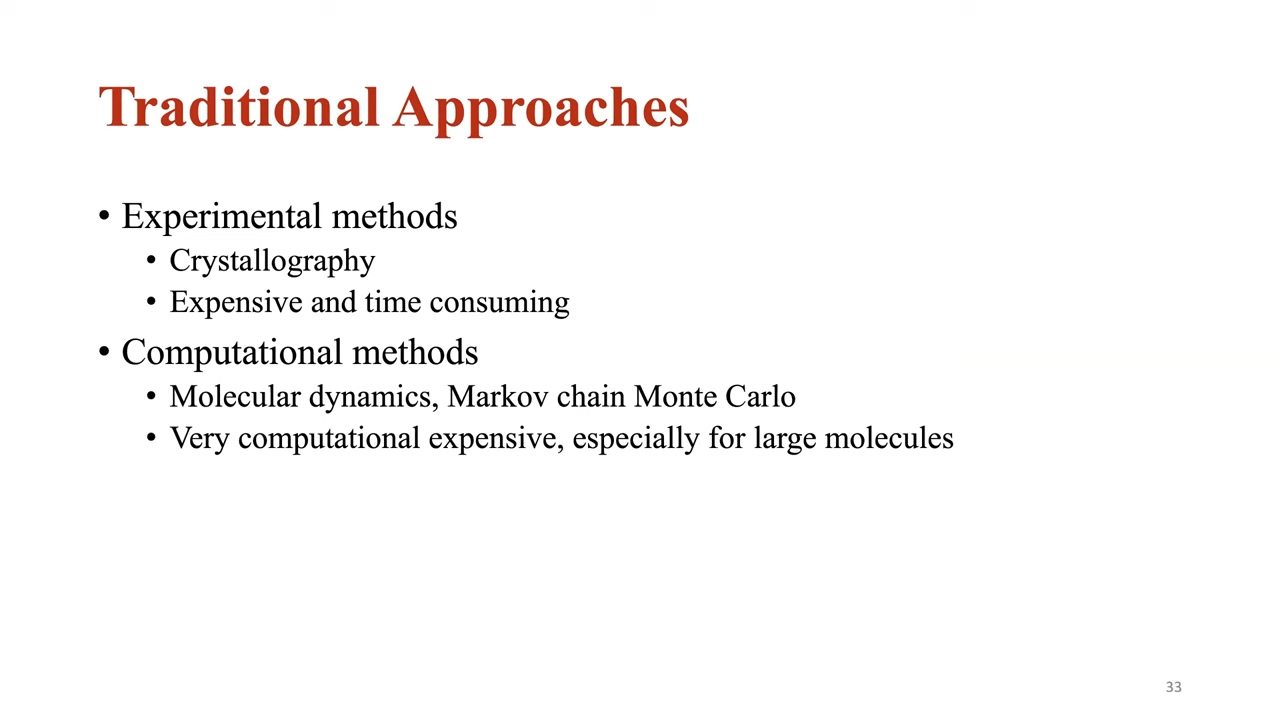 Traditional Approaches
• Experimental methods
• Crystallography
• Expensive and time consuming
• Computational methods
• Molecular dynamics, Markov chain Monte Carlo
• Very computational expensive, especially for large molecules
33